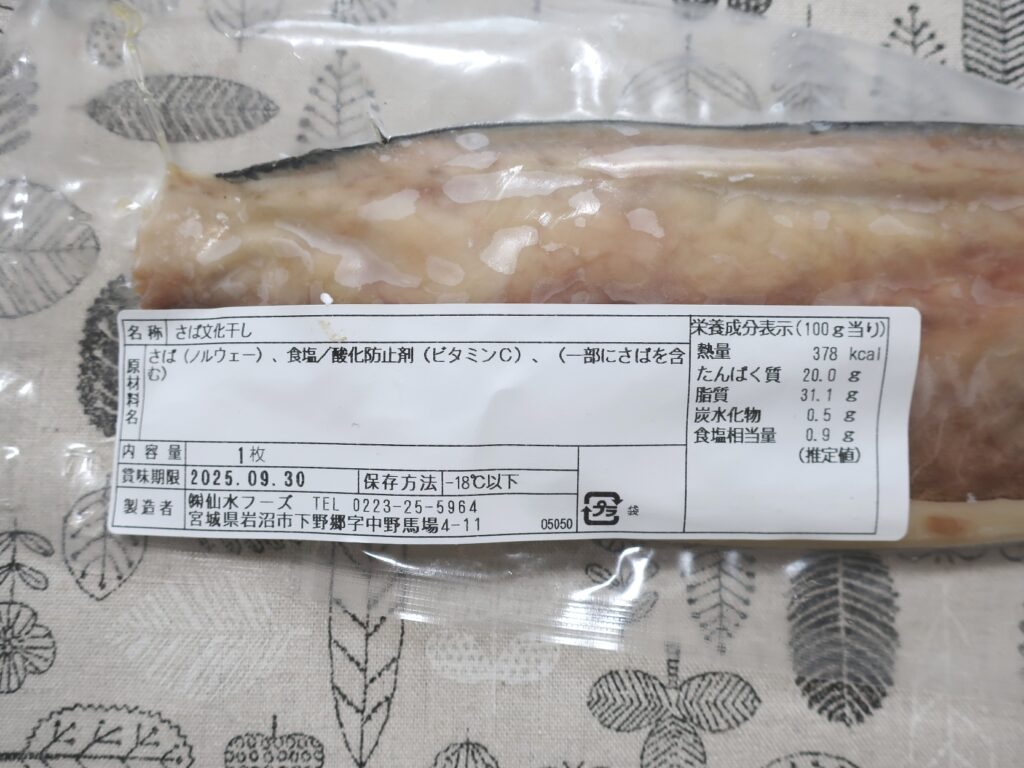 名称 さば文化干し
原材料名 さば（ノルウェー）、食塩／酸化防止剤（ビタミンC）、（一部にさばを含
む）
内容量 1枚
賞味期限 2025.09.30 保存方法 -18℃以下
製造者 ㈱仙水フーズ TEL 0223-25-5964
宮城県岩沼市下野郷字中野馬場4-11 05050
プラ 袋
栄養成分表示(100g当り)
熱量 378 kcal
たんぱく質 20.0 g
脂質 31.1 g
炭水化物 0.5 g
食塩相当量 0.9 g
(推定値)